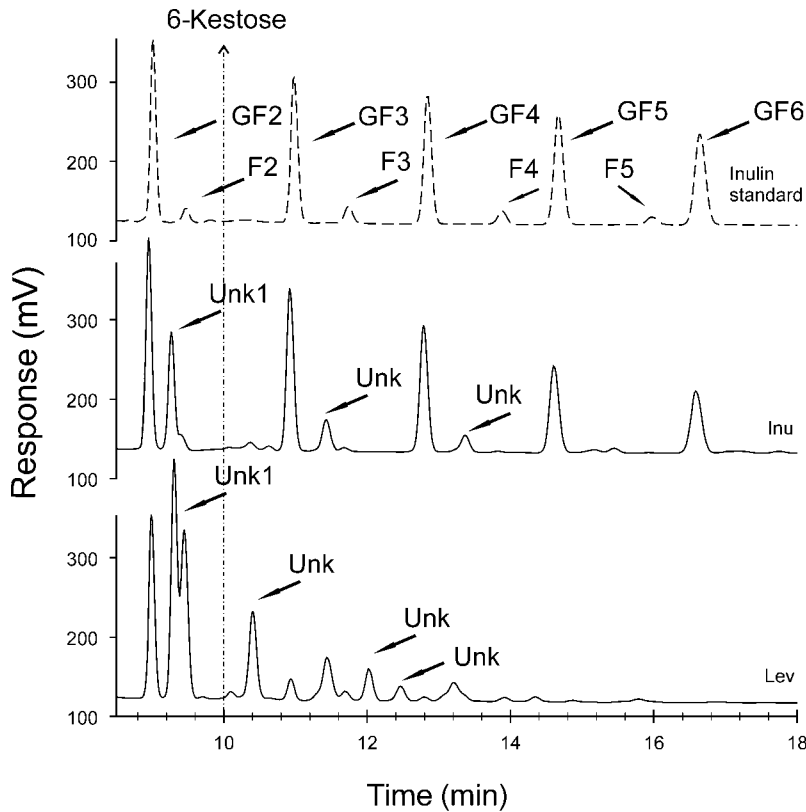 6-Kestose
300
GF2
GF3
GF4
GF5
GF6
200
F2
F3
F4
F5
Inulin
standard
100
Unk1
300
Unk
Unk
200
Inu
100
Unk1
300
Unk
Unk
200
Unk
Lev
100
10
12
14
16
18
Response (mV)
Time (min)